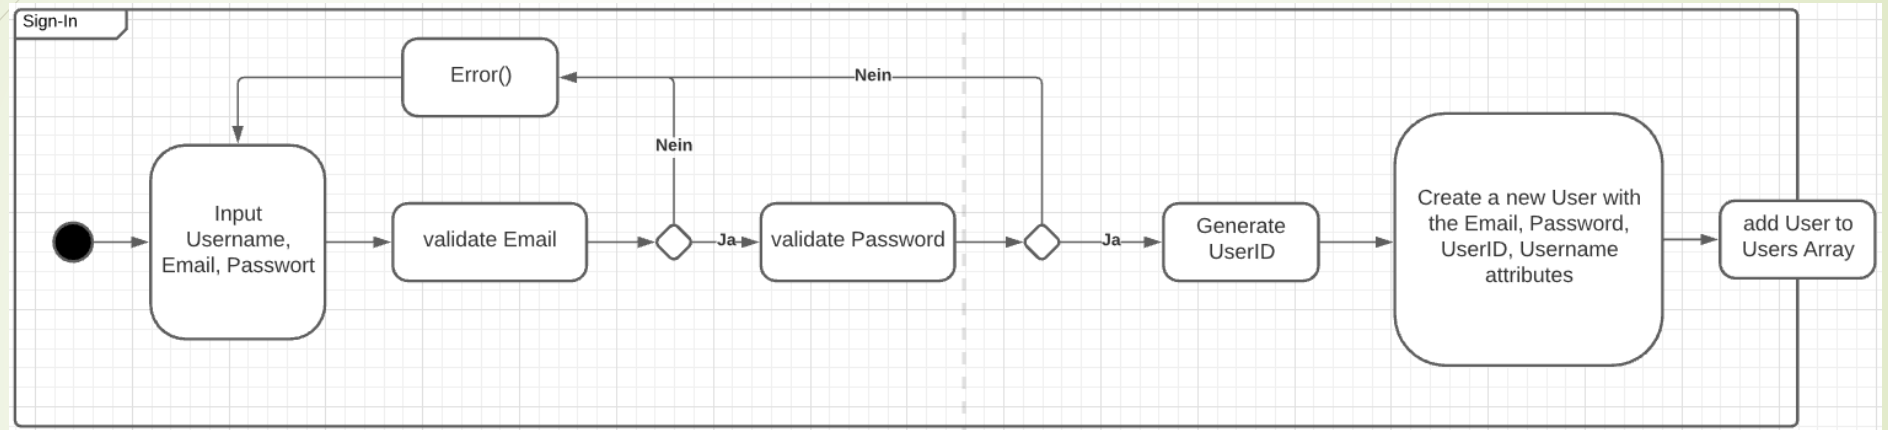 Sign-In
Error()
Nein
Nein
Input
Username,
Email, Passwort
validate Email
Ja
validate Password
Ja
Generate
UserID
Create a new User with
the Email, Password,
UserID, Username
attributes
add User to
Users Array